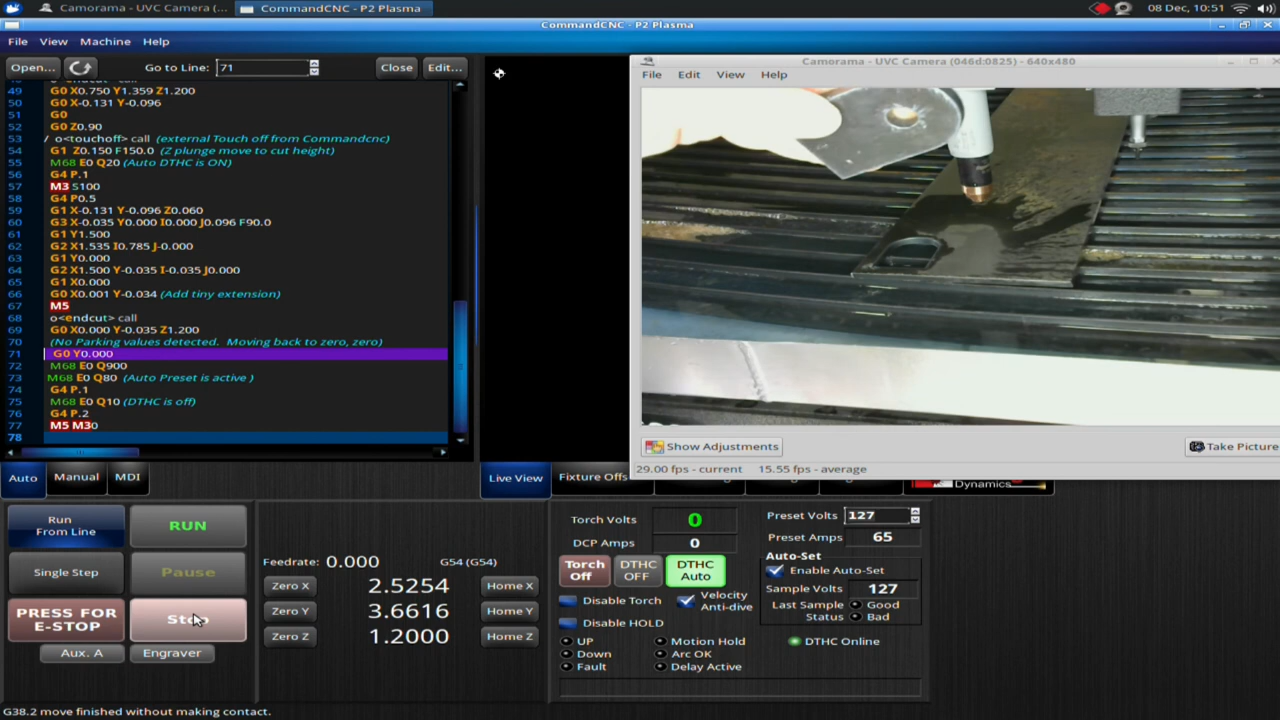 Camorama - UVC Camera (...
CommandCNC - P2 Plasma
08 Dec, 10:51
CommandCNC - P2 Plasma
File View Machine Help
Open... Go to Line: 71 Close Edit...
49 G0 X0.750 Y1.359 Z1.200
50 G0 X-0.131 Y-0.096
51 G0
52 G0 Z0.90
53 / o<touchoff> call (external Touch off from Commandcnc)
54 G1 Z0.150 F150.0 (Z plunge move to cut height)
55 M68 E0 Q20 (Auto DTHC is ON)
56 G4 P.1
57 M3 S100
58 G4 P0.5
59 G1 X-0.131 Y-0.096 Z0.060
60 G3 X-0.035 Y0.000 I0.000 J0.096 F90.0
61 G1 Y1.500
62 G2 X1.535 I0.785 J-0.000
63 G1 Y0.000
64 G2 X1.500 Y-0.035 I-0.035 J0.000
65 G1 X0.000
66 G0 X0.001 Y-0.034 (Add tiny extension)
67 M5
68 o<endcut> call
69 G0 X0.000 Y-0.035 Z1.200
70 (No Parking values detected. Moving back to zero, zero)
71 G0 Y0.000
72 M68 E0 Q900
73 M68 E0 Q80 (Auto Preset is active )
74 G4 P.1
75 M68 E0 Q10 (DTHC is off)
76 G4 P.2
77 M5 M30
78
Camorama - UVC Camera (046d:0825) - 640x480
File Edit View Help
Show Adjustments
Take Picture
29.00 fps - current 15.55 fps - average
Auto Manual MDI
Live View Fixture Offs
Dynamics
Run From Line
RUN
Single Step
Pause
PRESS FOR E-STOP
Stop
Aux. A
Engraver
Feedrate: 0.000 G54 (G54)
Zero X 2.5254 Home X
Zero Y 3.6616 Home Y
Zero Z 1.2000 Home Z
Torch Volts 0
DCP Amps 0
Torch Off
DTHC OFF
DTHC Auto
Disable Torch
Velocity Anti-dive
Disable HOLD
UP Motion Hold
Down Arc OK
Fault Delay Active
Preset Volts 127
Preset Amps 65
Auto-Set
Enable Auto-Set
Sample Volts 127
Last Sample Status Good Bad
DTHC Online
G38.2 move finished without making contact.